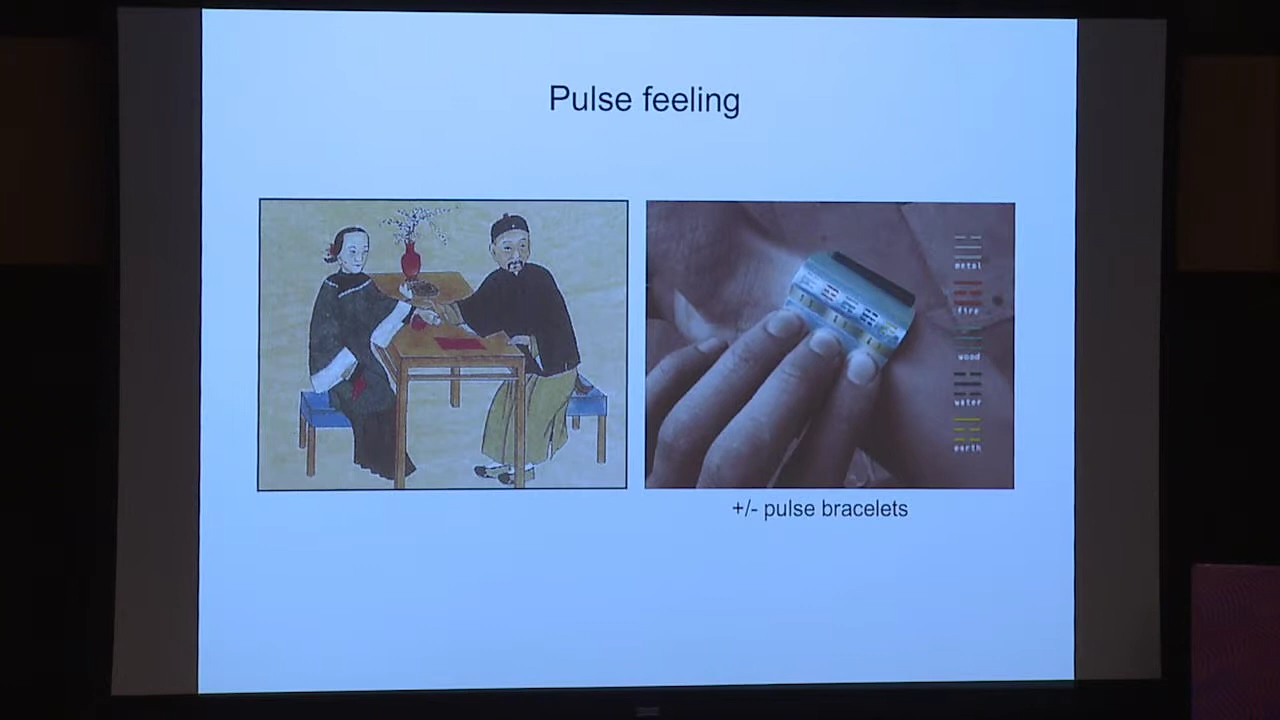 Pulse feeling
metal
fire
wood
water
earth
+/- pulse bracelets